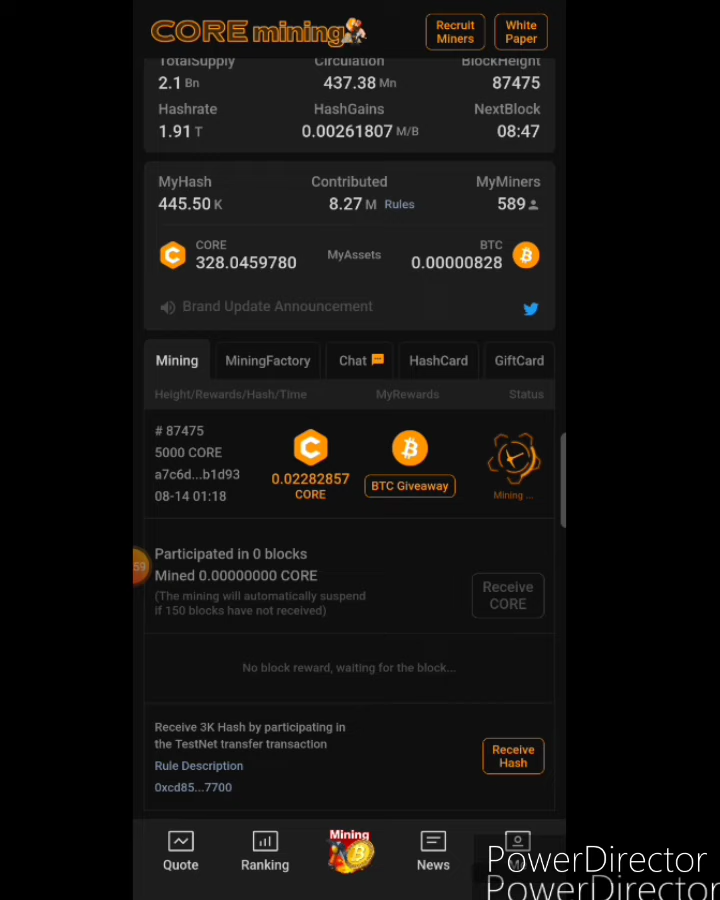 CORE mining
Recruit Miners
White Paper
TotalSupply Circulation BlockHeight
2.1 Bn 437.38 Mn 87475
Hashrate HashGains NextBlock
1.91 T 0.00261807 M/B 08:47
MyHash Contributed MyMiners
445.50 K 8.27 M Rules 589
CORE BTC
328.0459780 MyAssets 0.00000828
Brand Update Announcement
Mining MiningFactory Chat HashCard GiftCard
Height/Rewards/Hash/Time MyRewards Status
# 87475
5000 CORE
a7c6d...b1d93
08-14 01:18
0.02282857
CORE
BTC Giveaway
Mining ...
59
Participated in 0 blocks
Mined 0.00000000 CORE
(The mining will automatically suspend
if 150 blocks have not received)
Receive
CORE
No block reward, waiting for the block...
Receive 3K Hash by participating in
the TestNet transfer transaction
Rule Description
0xcd85...7700
Receive
Hash
Mining
Quote Ranking News
PowerDirector
PowerDirector